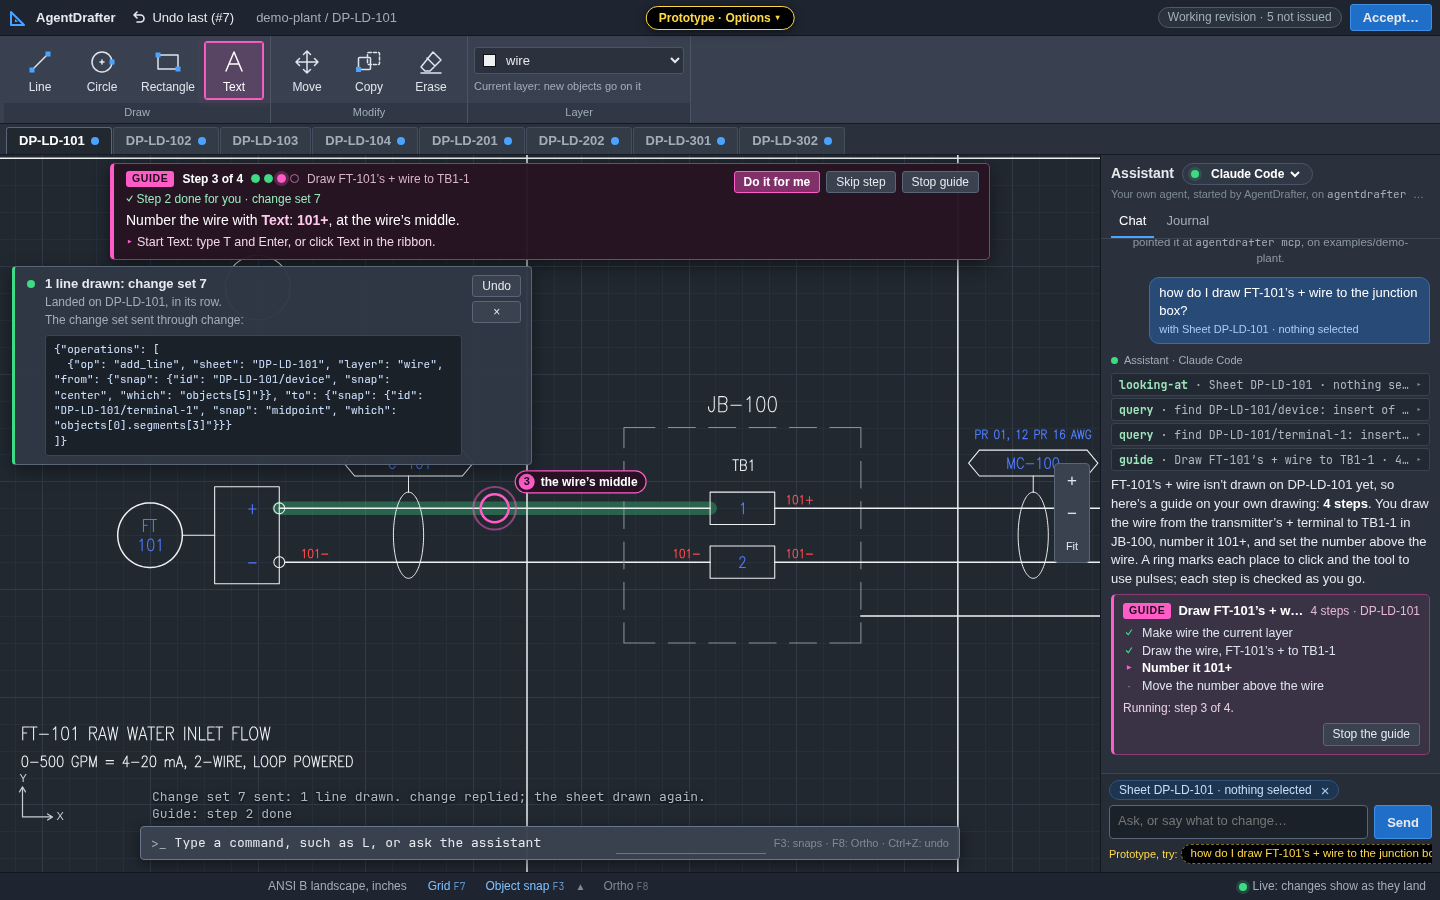 AgentDrafter
Undo last (#7)
demo-plant / DP-LD-101
Prototype · Options ▾
Working revision · 5 not issued
Accept…
Line
Circle
Rectangle
Text
Move
Copy
Erase
wire
Current layer: new objects go on it
Draw
Modify
Layer
DP-LD-101
DP-LD-102
DP-LD-103
DP-LD-104
DP-LD-201
DP-LD-202
DP-LD-301
DP-LD-302
GUIDE Step 3 of 4 Draw FT-101’s + wire to TB1-1
✓ Step 2 done for you · change set 7
Number the wire with Text: 101+, at the wire’s middle.
▸ Start Text: type T and Enter, or click Text in the ribbon.
Do it for me
Skip step
Stop guide
1 line drawn: change set 7
Landed on DP-LD-101, in its row.
The change set sent through change:
{"operations": [
{"op": "add_line", "sheet": "DP-LD-101", "layer": "wire",
"from": {"snap": {"id": "DP-LD-101/device", "snap":
"center", "which": "objects[5]"}}, "to": {"snap": {"id":
"DP-LD-101/terminal-1", "snap": "midpoint", "which":
"objects[0].segments[3]"}}}
]}
Undo
×
JB-100
PR 01, 12 PR 16 AWG
MC-100
TB1
3 the wire’s middle
FT
101
+
−
101−
1
2
101+
101−
101−
+
−
Fit
FT-101 RAW WATER INLET FLOW
0-500 GPM = 4-20 mA, 2-WIRE, LOOP POWERED
Y
X
Change set 7 sent: 1 line drawn. change replied; the sheet drawn again.
Guide: step 2 done
>_ Type a command, such as L, or ask the assistant
F3: snaps · F8: Ortho · Ctrl+Z: undo
ANSI B landscape, inches
Grid F7
Object snap F3 ▲
Ortho F8
Live: changes show as they land
Assistant
Claude Code
Your own agent, started by AgentDrafter, on agentdrafter …
Chat
Journal
pointed it at agentdrafter mcp, on examples/demo-
plant.
how do I draw FT-101’s + wire to the junction
box?
with Sheet DP-LD-101 · nothing selected
Assistant · Claude Code
looking-at · Sheet DP-LD-101 · nothing se… ▸
query · find DP-LD-101/device: insert of … ▸
query · find DP-LD-101/terminal-1: insert… ▸
guide · Draw FT-101’s + wire to TB1-1 · 4… ▸
FT-101’s + wire isn’t drawn on DP-LD-101 yet, so
here’s a guide on your own drawing: 4 steps. You draw
the wire from the transmitter’s + terminal to TB1-1 in
JB-100, number it 101+, and set the number above the
wire. A ring marks each place to click and the tool to
use pulses; each step is checked as you go.
GUIDE Draw FT-101’s + w… 4 steps · DP-LD-101
✓ Make wire the current layer
✓ Draw the wire, FT-101’s + to TB1-1
▸ Number it 101+
· Move the number above the wire
Running: step 3 of 4.
Stop the guide
Sheet DP-LD-101 · nothing selected ×
Ask, or say what to change…
Send
Prototype, try: how do I draw FT-101’s + wire to the junction bo